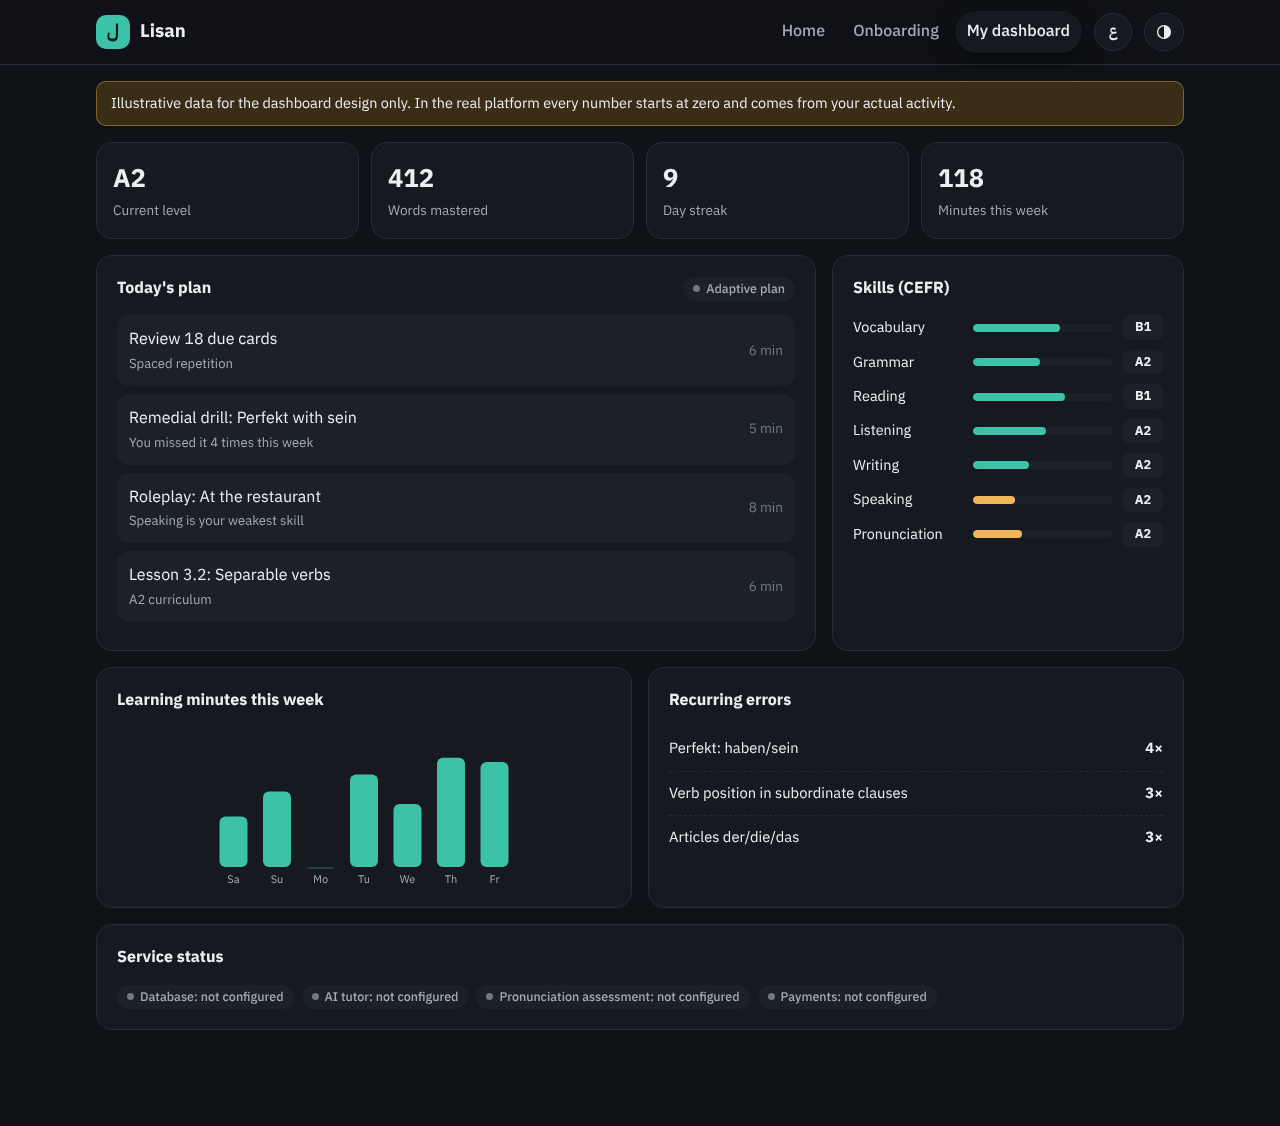 ل Lisan
Home Onboarding My dashboard ع
Illustrative data for the dashboard design only. In the real platform every number starts at zero and comes from your actual activity.
A2
Current level
412
Words mastered
9
Day streak
118
Minutes this week
Today's plan
Adaptive plan
Review 18 due cards
Spaced repetition
6 min
Remedial drill: Perfekt with sein
You missed it 4 times this week
5 min
Roleplay: At the restaurant
Speaking is your weakest skill
8 min
Lesson 3.2: Separable verbs
A2 curriculum
6 min
Skills (CEFR)
Vocabulary B1
Grammar A2
Reading B1
Listening A2
Writing A2
Speaking A2
Pronunciation A2
Learning minutes this week
Sa Su Mo Tu We Th Fr
Recurring errors
Perfekt: haben/sein 4×
Verb position in subordinate clauses 3×
Articles der/die/das 3×
Service status
Database: not configured
AI tutor: not configured
Pronunciation assessment: not configured
Payments: not configured